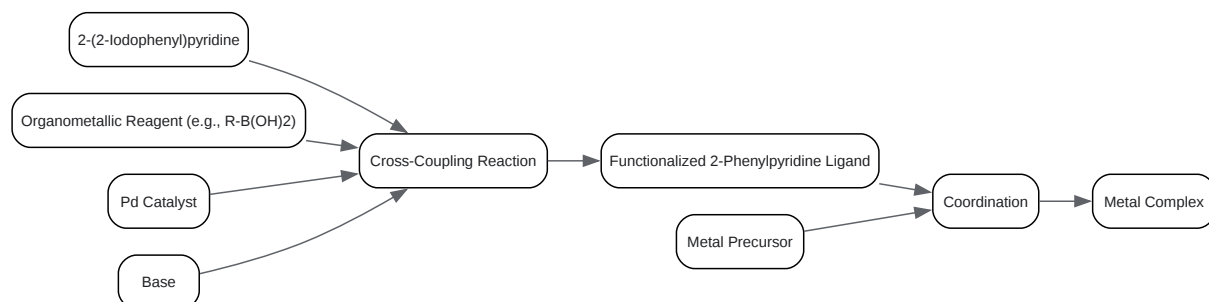 2-(2-Iodophenyl)pyridine
Organometallic Reagent (e.g., R-B(OH)2)
Pd Catalyst
Base
Cross-Coupling Reaction
Functionalized 2-Phenylpyridine Ligand
Metal Precursor
Coordination
Metal Complex